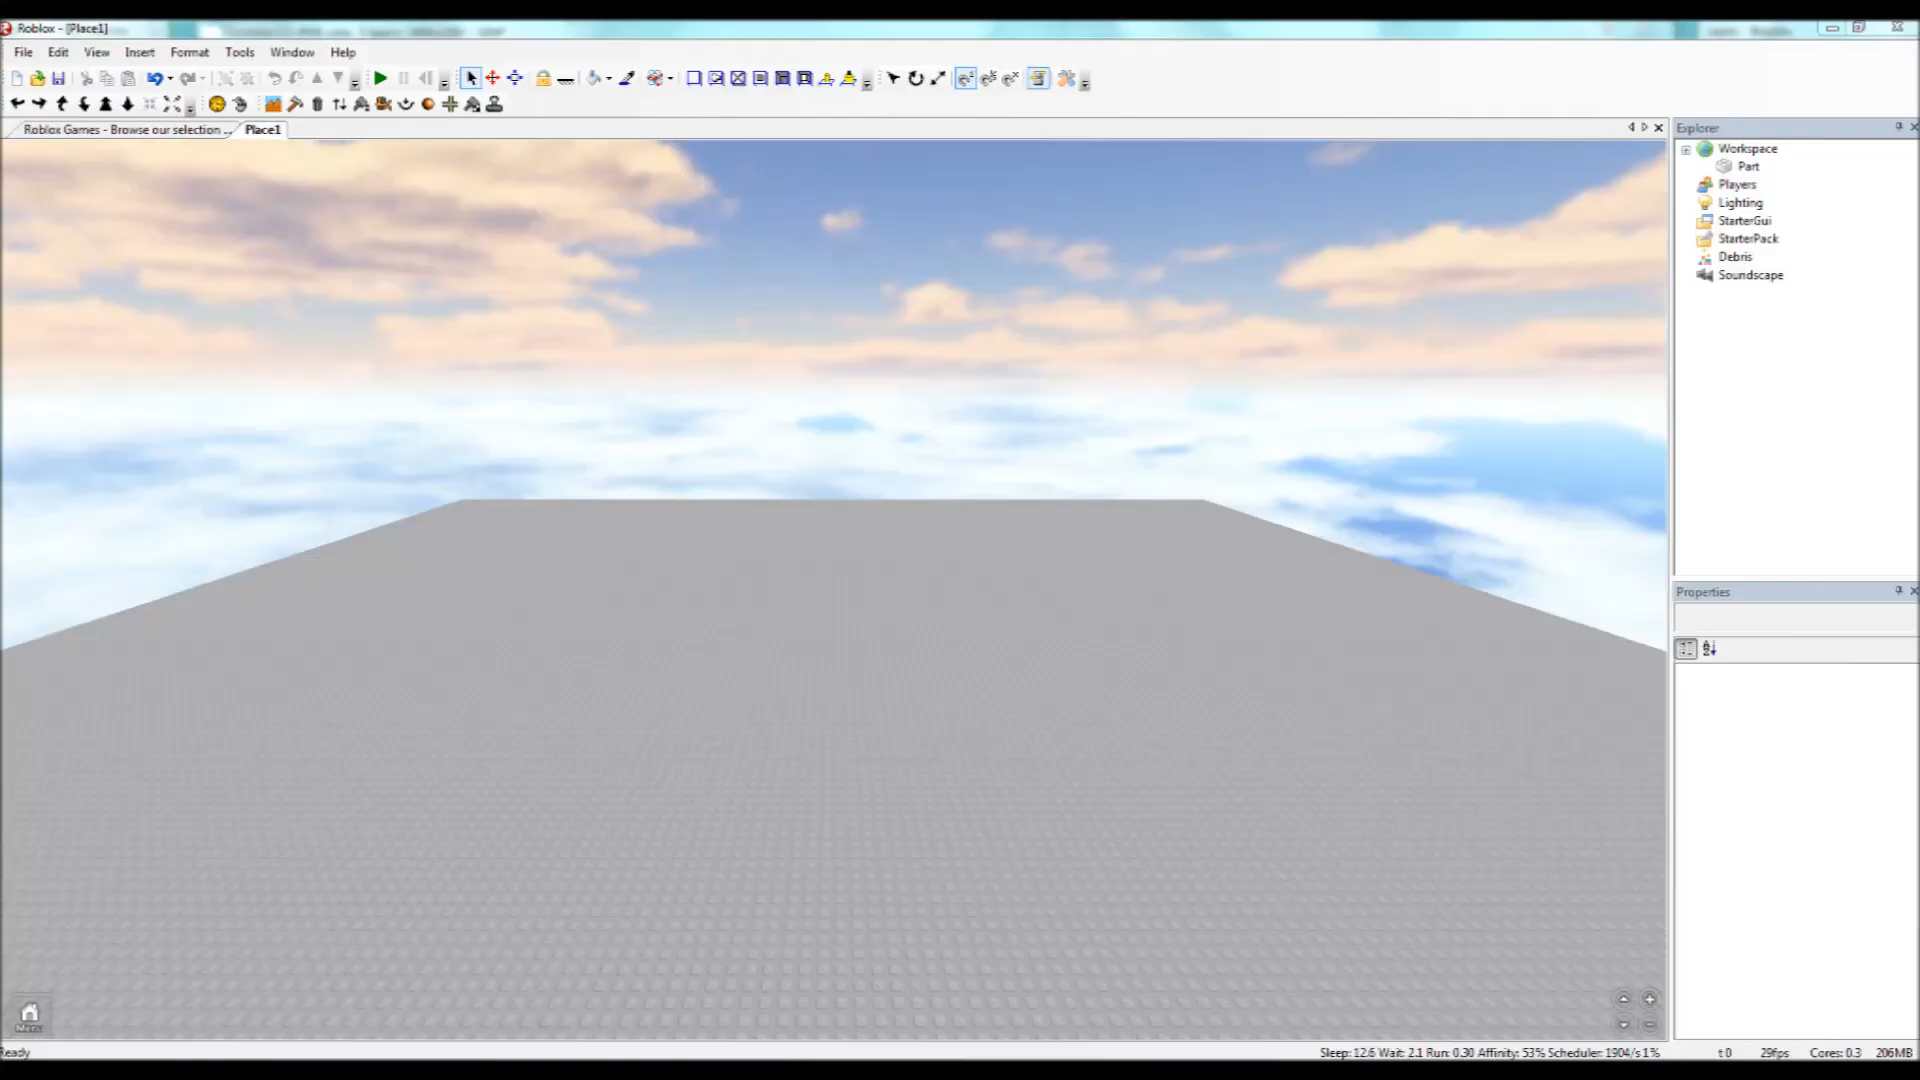 Roblox - [Place1]
File Edit View Insert Format Tools Window Help
Roblox Games - Browse our selection ...
Place1
Explorer
Workspace
Part
Players
Lighting
StarterGui
StarterPack
Debris
Soundscape
Properties
Menu
Ready
Sleep: 12.6 Wait: 2.1 Run: 0.30 Affinity: 53% Scheduler: 1904/s 1% t 0 29fps Cores: 0.3 206MB